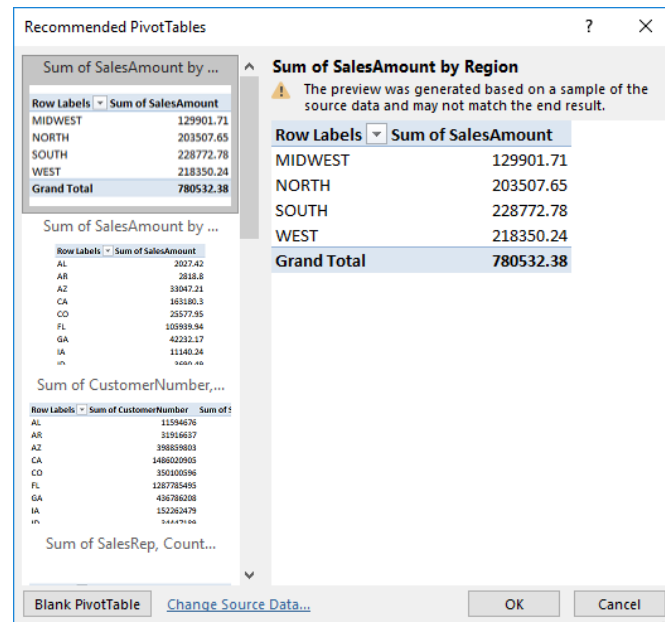 Recommended PivotTables
Sum of SalesAmount by ...
Row Labels Sum of SalesAmount
MIDWEST 129901.71
NORTH 203507.65
SOUTH 228772.78
WEST 218350.24
Grand Total 780532.38
Sum of SalesAmount by ...
Row Labels Sum of SalesAmount
AL 2027.42
AR 2818.8
AZ 33047.21
CA 163180.3
CO 25577.95
FL 105939.94
GA 42232.17
IA 11140.24
Sum of CustomerNumber,...
Row Labels Sum of CustomerNumber Sum of
AL 11594676
AR 31916637
AZ 398859803
CA 1486020905
CO 350100596
FL 1287785495
GA 436786208
IA 152262479
Sum of SalesRep, Count...
Sum of SalesAmount by Region
The preview was generated based on a sample of the
source data and may not match the end result.
Row Labels Sum of SalesAmount
MIDWEST 129901.71
NORTH 203507.65
SOUTH 228772.78
WEST 218350.24
Grand Total 780532.38
Blank PivotTable Change Source Data... OK Cancel